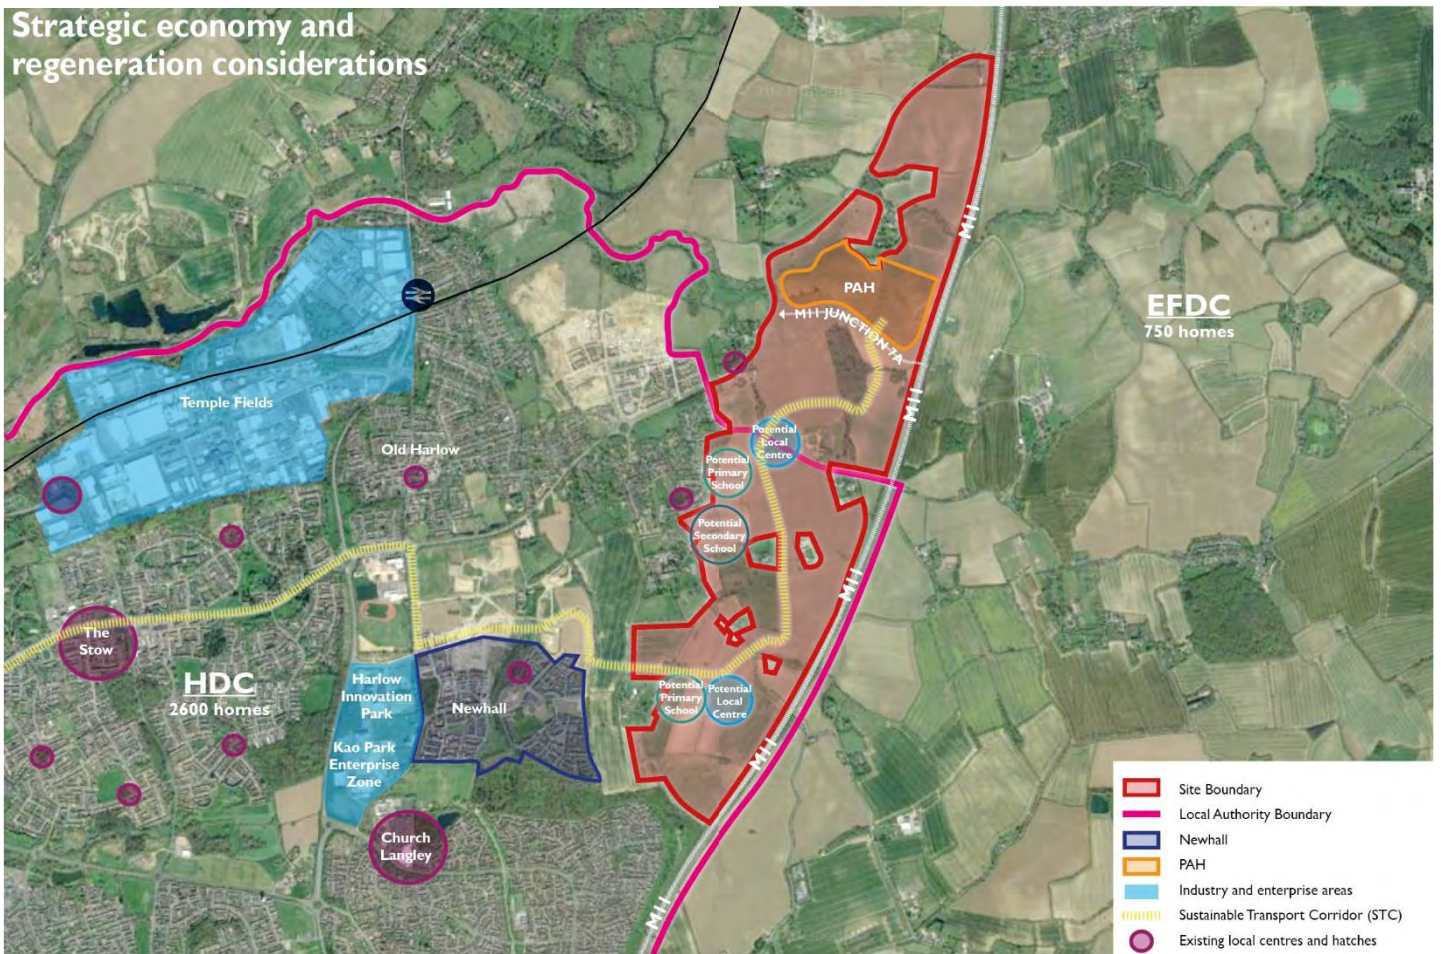 Strategic economy and
regeneration considerations
M11
PAH
M11 JUNCTION 7A
EFDC
750 homes
Temple Fields
M11
Old Harlow
Potential
Local
Centre
Potential
Primary
School
Potential
Secondary
School
M11
The
Stow
HDC
2600 homes
Harlow
Innovation
Park
Newhall
Potential
Primary
School
Potential
Local
Centre
Kao Park
Enterprise
Zone
M11
Church
Langley
M11
Site Boundary
Local Authority Boundary
Newhall
PAH
Industry and enterprise areas
Sustainable Transport Corridor (STC)
Existing local centres and hatches